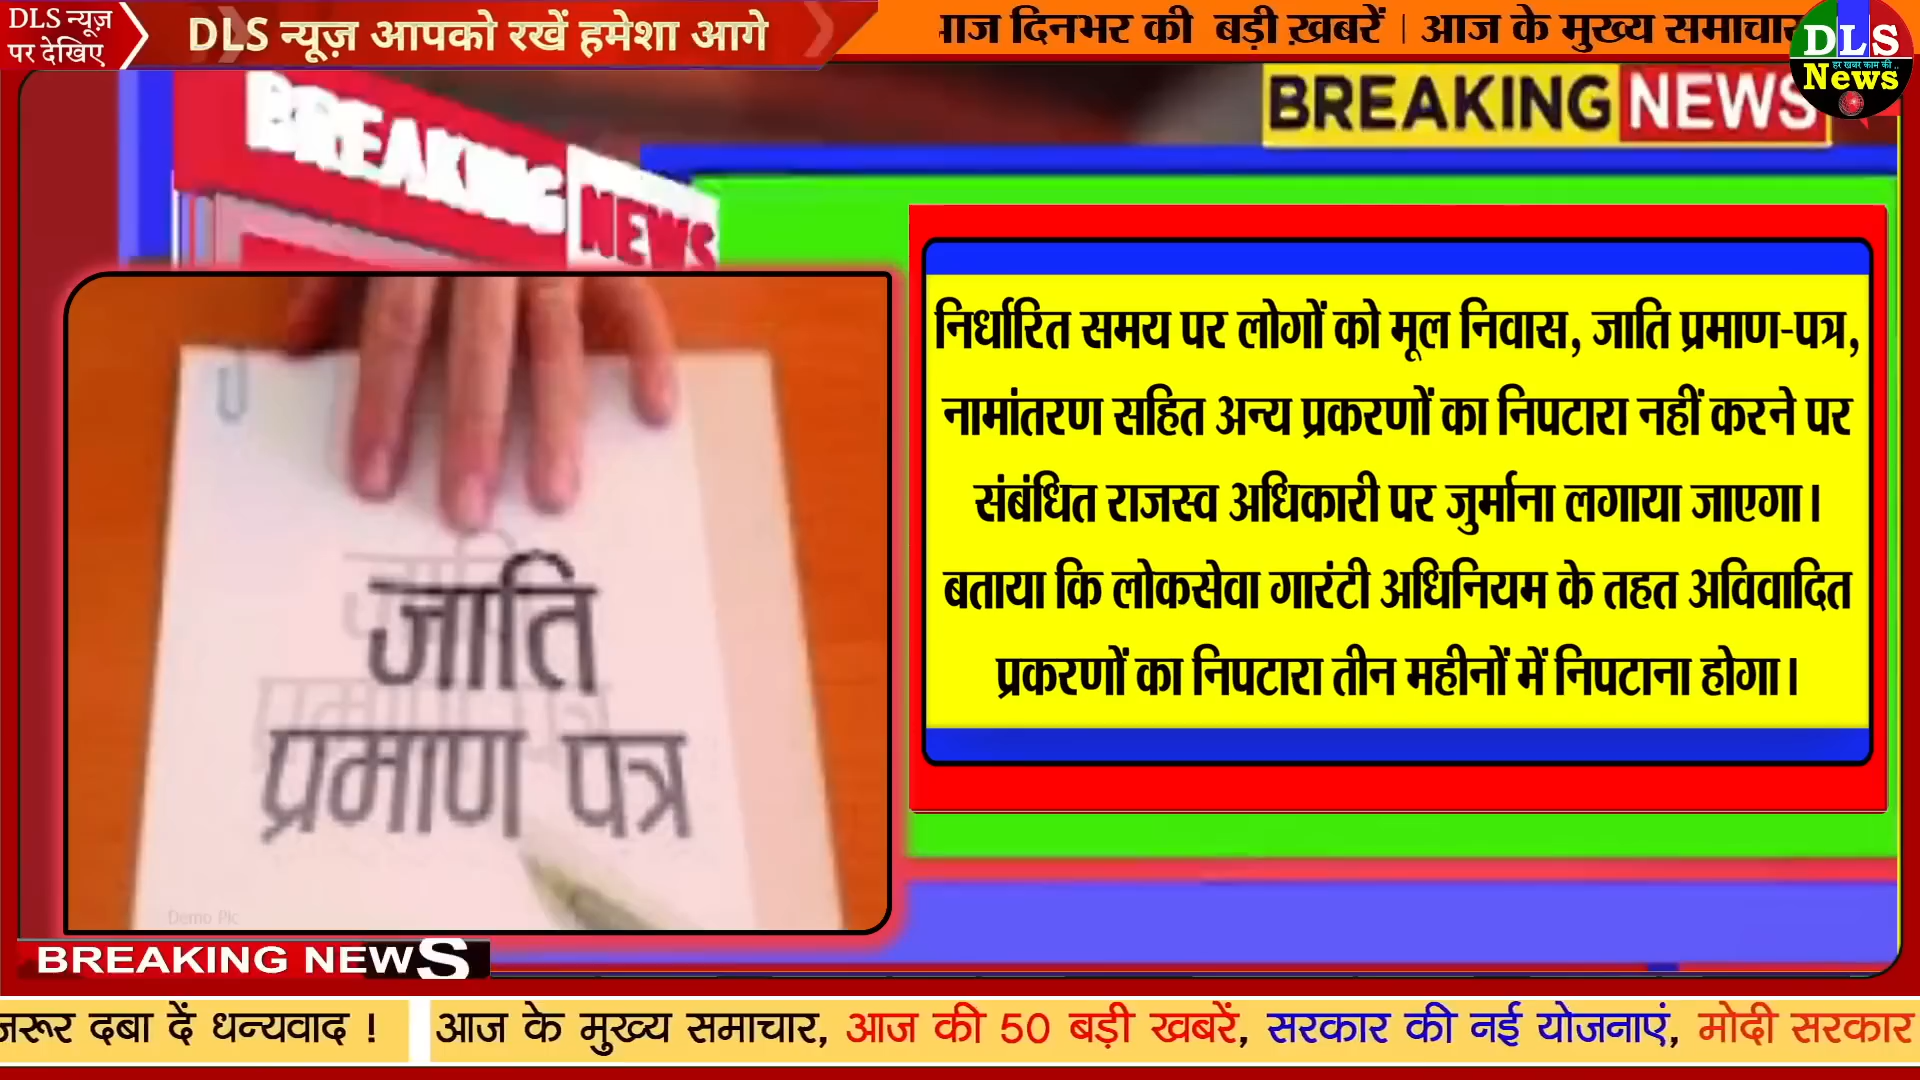 DLS न्यूज़
पर देखिए
DLS न्यूज़ आपको रखें हमेशा आगे
दिनभर की बड़ी ख़बरें | आज के मुख्य समाचार
DLS
हर खबर काम की..
News
BREAKING NEWS
BREAKING NEWS
निर्धारित समय पर लोगों को मूल निवास, जाति प्रमाण-पत्र,
नामांतरण सहित अन्य प्रकरणों का निपटारा नहीं करने पर
संबंधित राजस्व अधिकारी पर जुर्माना लगाया जाएगा।
बताया कि लोकसेवा गारंटी अधिनियम के तहत अविवादित
प्रकरणों का निपटारा तीन महीनों में निपटाना होगा।
जाति
प्रमाण पत्र
Demo Pic
BREAKING NEWS
दबा दें धन्यवाद ! आज के मुख्य समाचार, आज की 50 बड़ी खबरें, सरकार की नई योजनाएं, मोदी सरकार